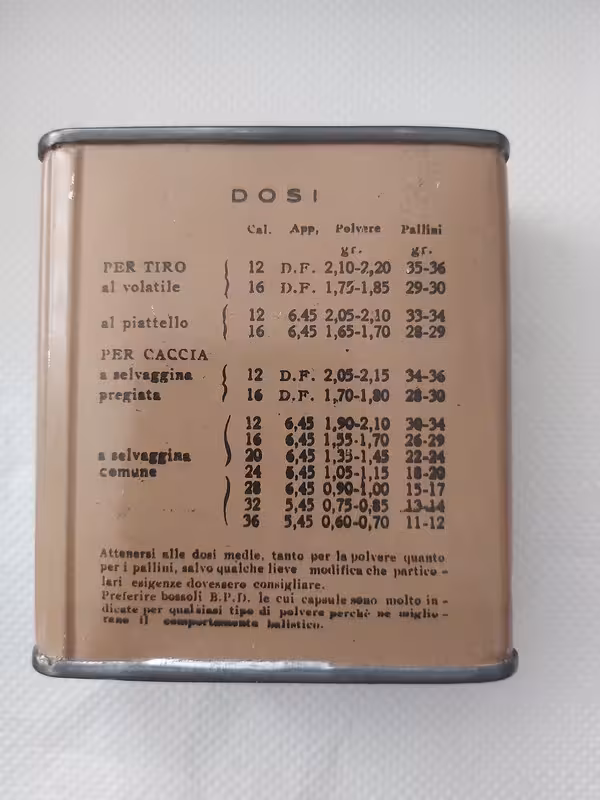 DOSI
Cal. App. Polvere Pallini
gr. gr.
PER TIRO 12 D.F. 2,10-2,20 35-36
al volatile 16 D.F. 1,75-1,85 29-30
12 6.45 2,05-2,10 33-34
al piattello
16 6,45 1,65-1,70 28-29
PER CACCIA
a selvaggina 12 D.F. 2,05-2,15 34-36
pregiata 16 D.F. 1,70-1,80 28-30
12 6,45 1,90-2,10 30-34
16 6,45 1,55-1,70 26-29
a selvaggina 20 6,45 1,35-1,45 22-24
comune 24 6,45 1,05-1,15 18-20
28 6,45 0,90-1,00 15-17
32 5,45 0,75-0,85 13-14
36 5,45 0,60-0,70 11-12
Attenersi alle dosi medie, tanto per la polvere quanto
per i pallini, salvo qualche lieve modifica che partico -
lari esigenze dovessero consigliare.
Preferire bossoli B.P.D. le cui capsule sono molto in -
dicate per qualsiasi tipo di polvere perchè ne miglio -
rano il comportamento balistico.